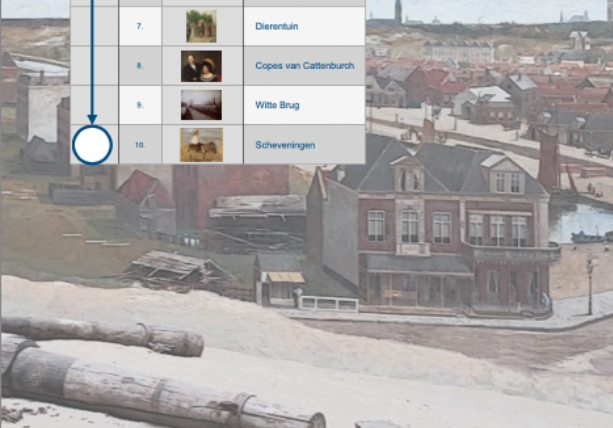 7. Dierentuin
8. Copes van Cattenburch
9. Witte Brug
10. Scheveningen